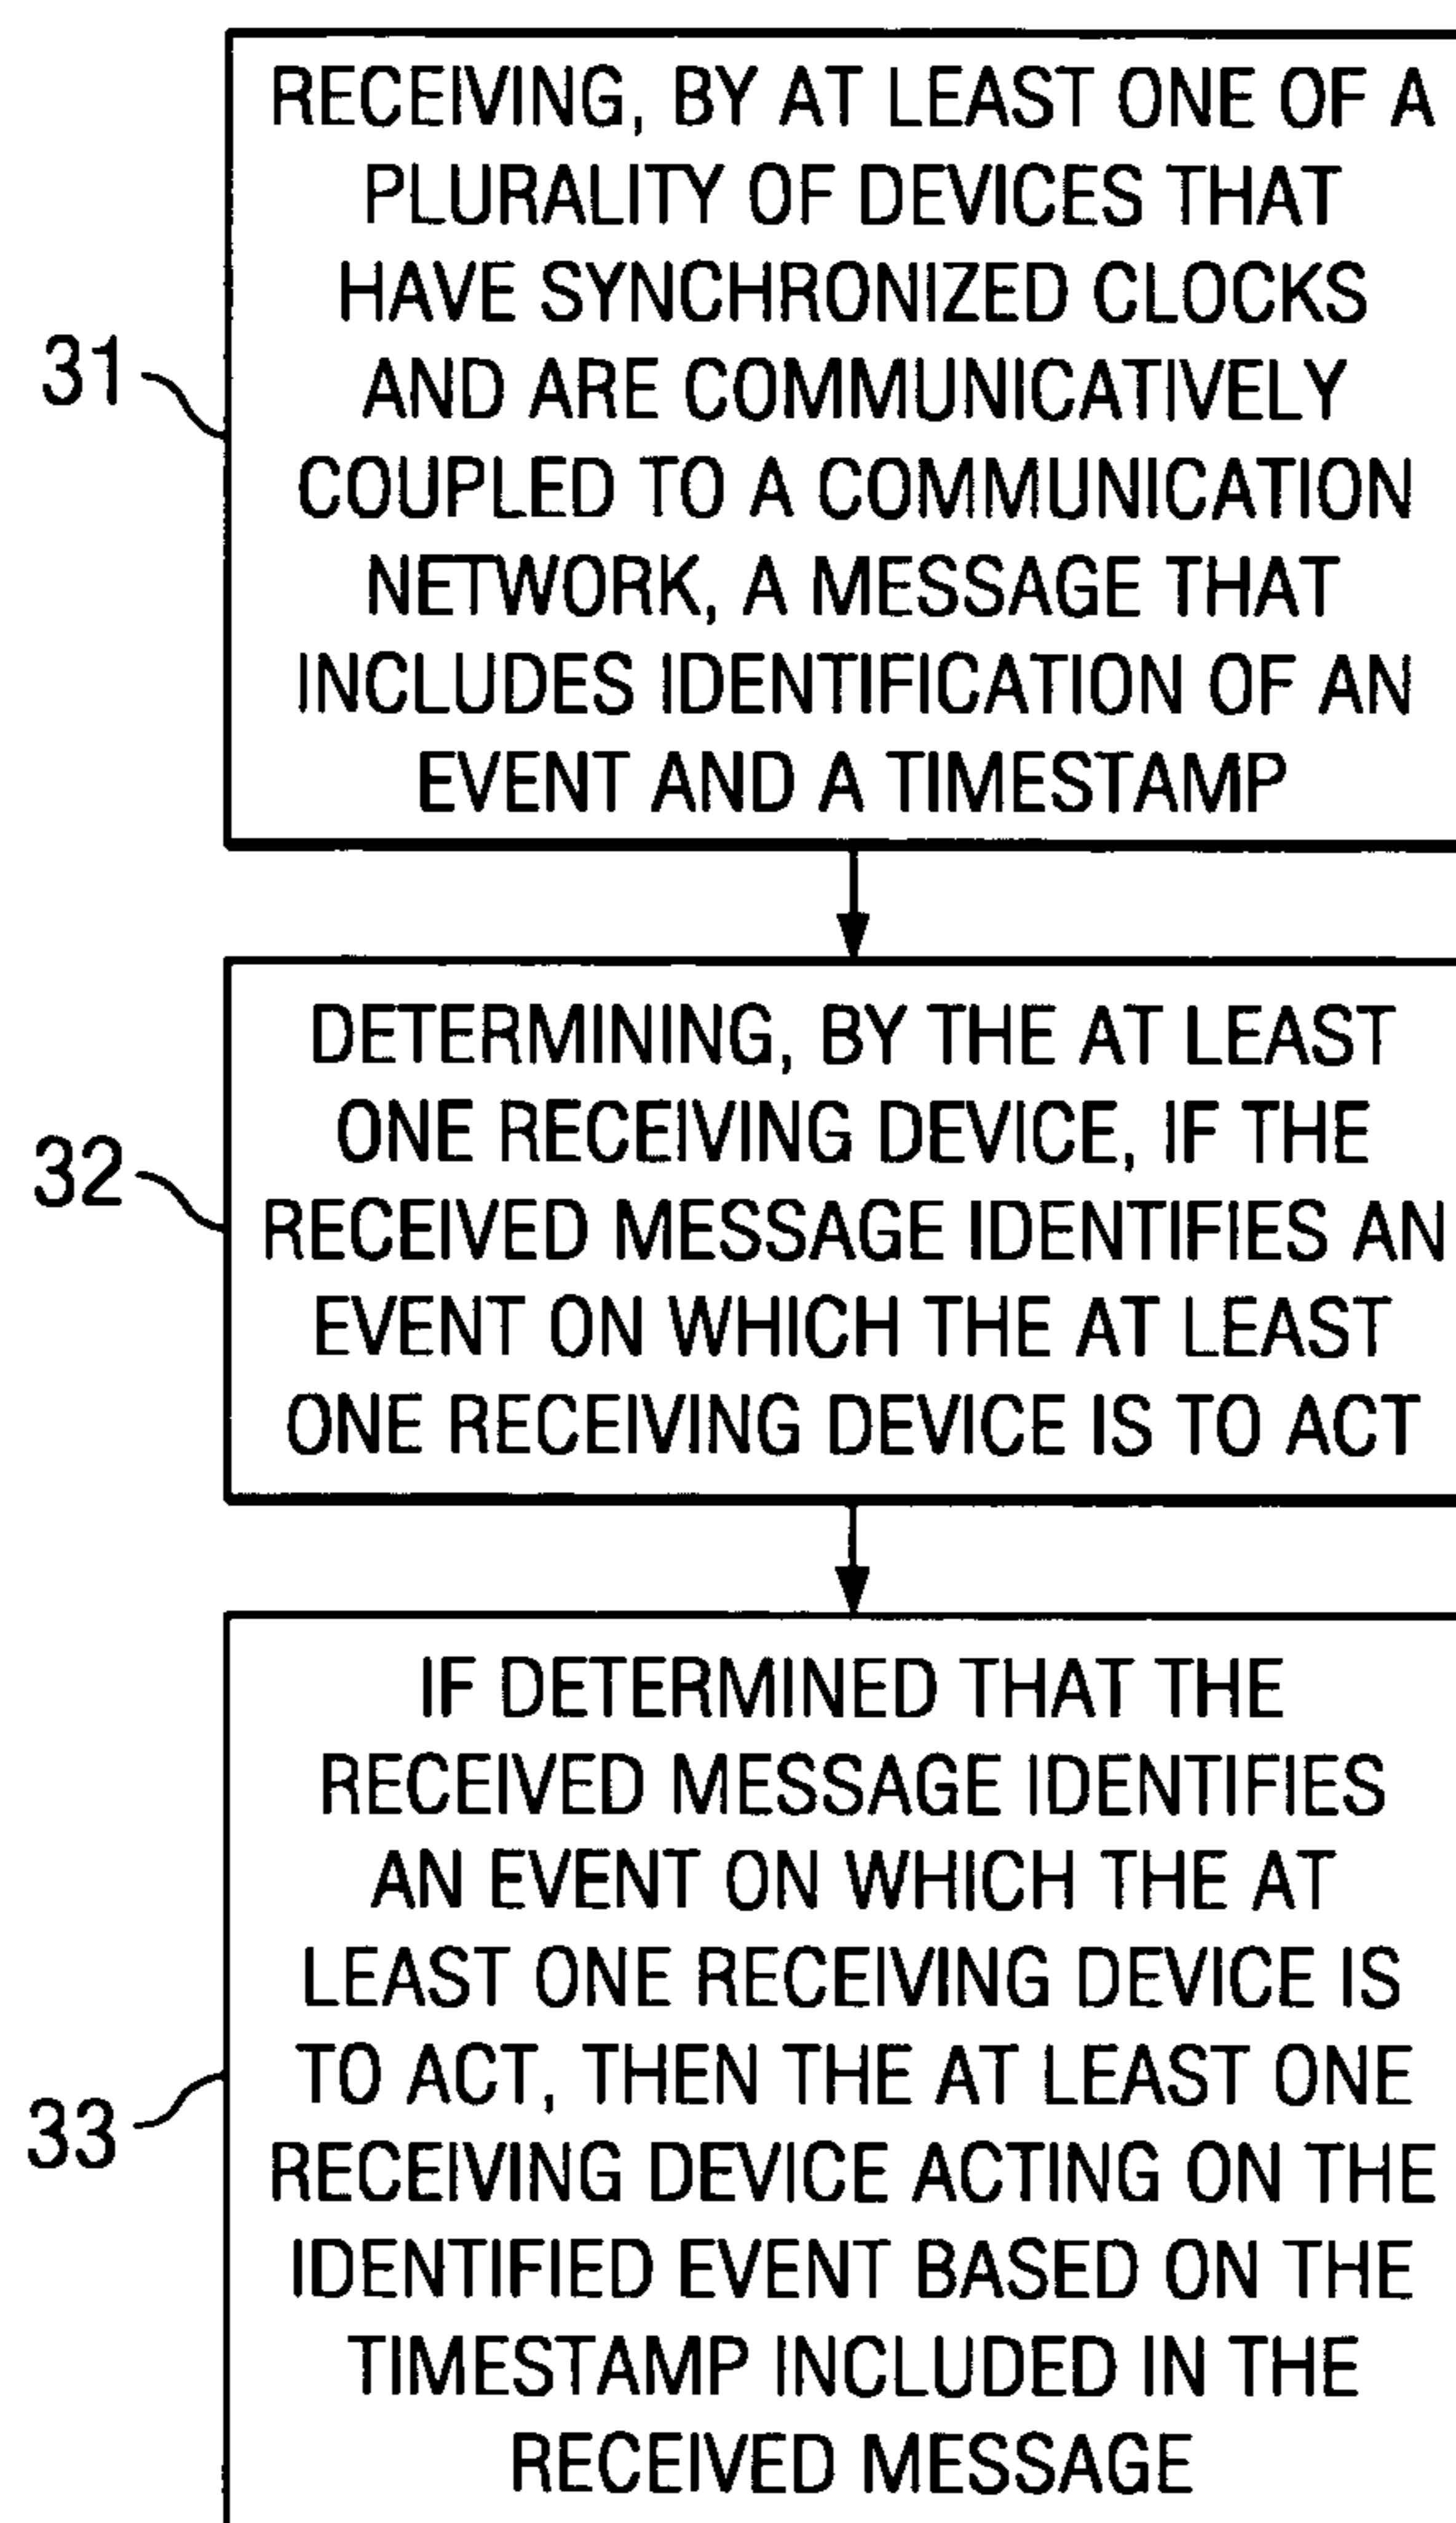 RECEIVING, BY AT LEAST ONE OF A
PLURALITY OF DEVICES THAT
HAVE SYNCHRONIZED CLOCKS
31
AND ARE COMMUNICATIVELY
COUPLED TO A COMMUNICATION
NETWORK, A MESSAGE THAT
INCLUDES IDENTIFICATION OF AN
EVENT AND A TIMESTAMP
DETERMINING, BY THE AT LEAST
ONE RECEIVING DEVICE, IF THE
32
RECEIVED MESSAGE IDENTIFIES AN
EVENT ON WHICH THE AT LEAST
ONE RECEIVING DEVICE IS TO ACT
IF DETERMINED THAT THE
RECEIVED MESSAGE IDENTIFIES
AN EVENT ON WHICH THE AT
LEAST ONE RECEIVING DEVICE IS
TO ACT, THEN THE AT LEAST ONE
33
RECEIVING DEVICE ACTING ON THE
IDENTIFIED EVENT BASED ON THE
TIMESTAMP INCLUDED IN THE
RECEIVED MESSAGE